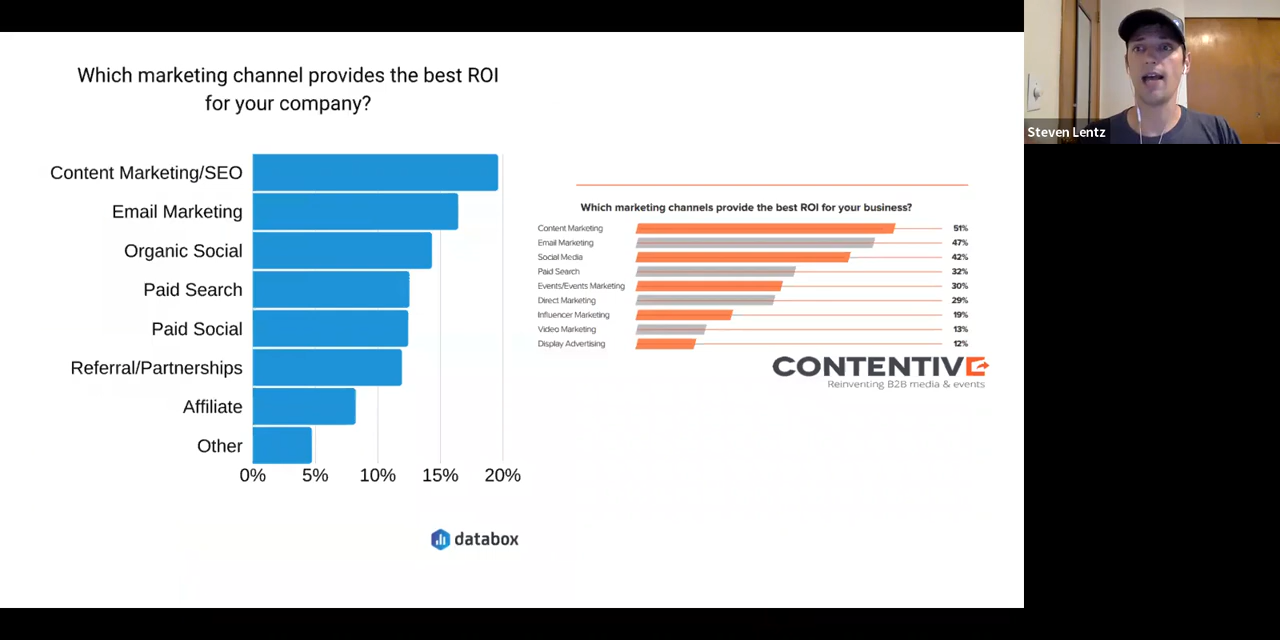 Which marketing channel provides the best ROI
for your company?
Content Marketing/SEO
Email Marketing
Organic Social
Paid Search
Paid Social
Referral/Partnerships
Affiliate
Other
0% 5% 10% 15% 20%
databox
Which marketing channels provide the best ROI for your business?
Content Marketing 51%
Email Marketing 47%
Social Media 42%
Paid Search 32%
Events/Events Marketing 30%
Direct Marketing 29%
Influencer Marketing 19%
Video Marketing 13%
Display Advertising 12%
CONTENTIVE
Reinventing B2B media & events
Steven Lentz